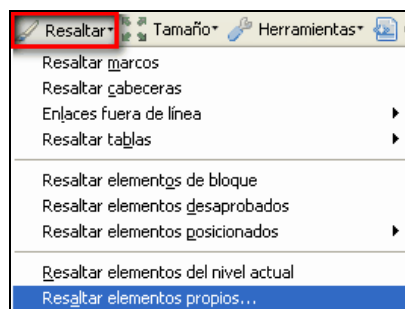 Resaltar Tamaño Herramientas
Resaltar marcos
Resaltar cabeceras
Enlaces fuera de línea
Resaltar tablas
Resaltar elementos de bloque
Resaltar elementos desaprobados
Resaltar elementos posicionados
Resaltar elementos del nivel actual
Resaltar elementos propios...